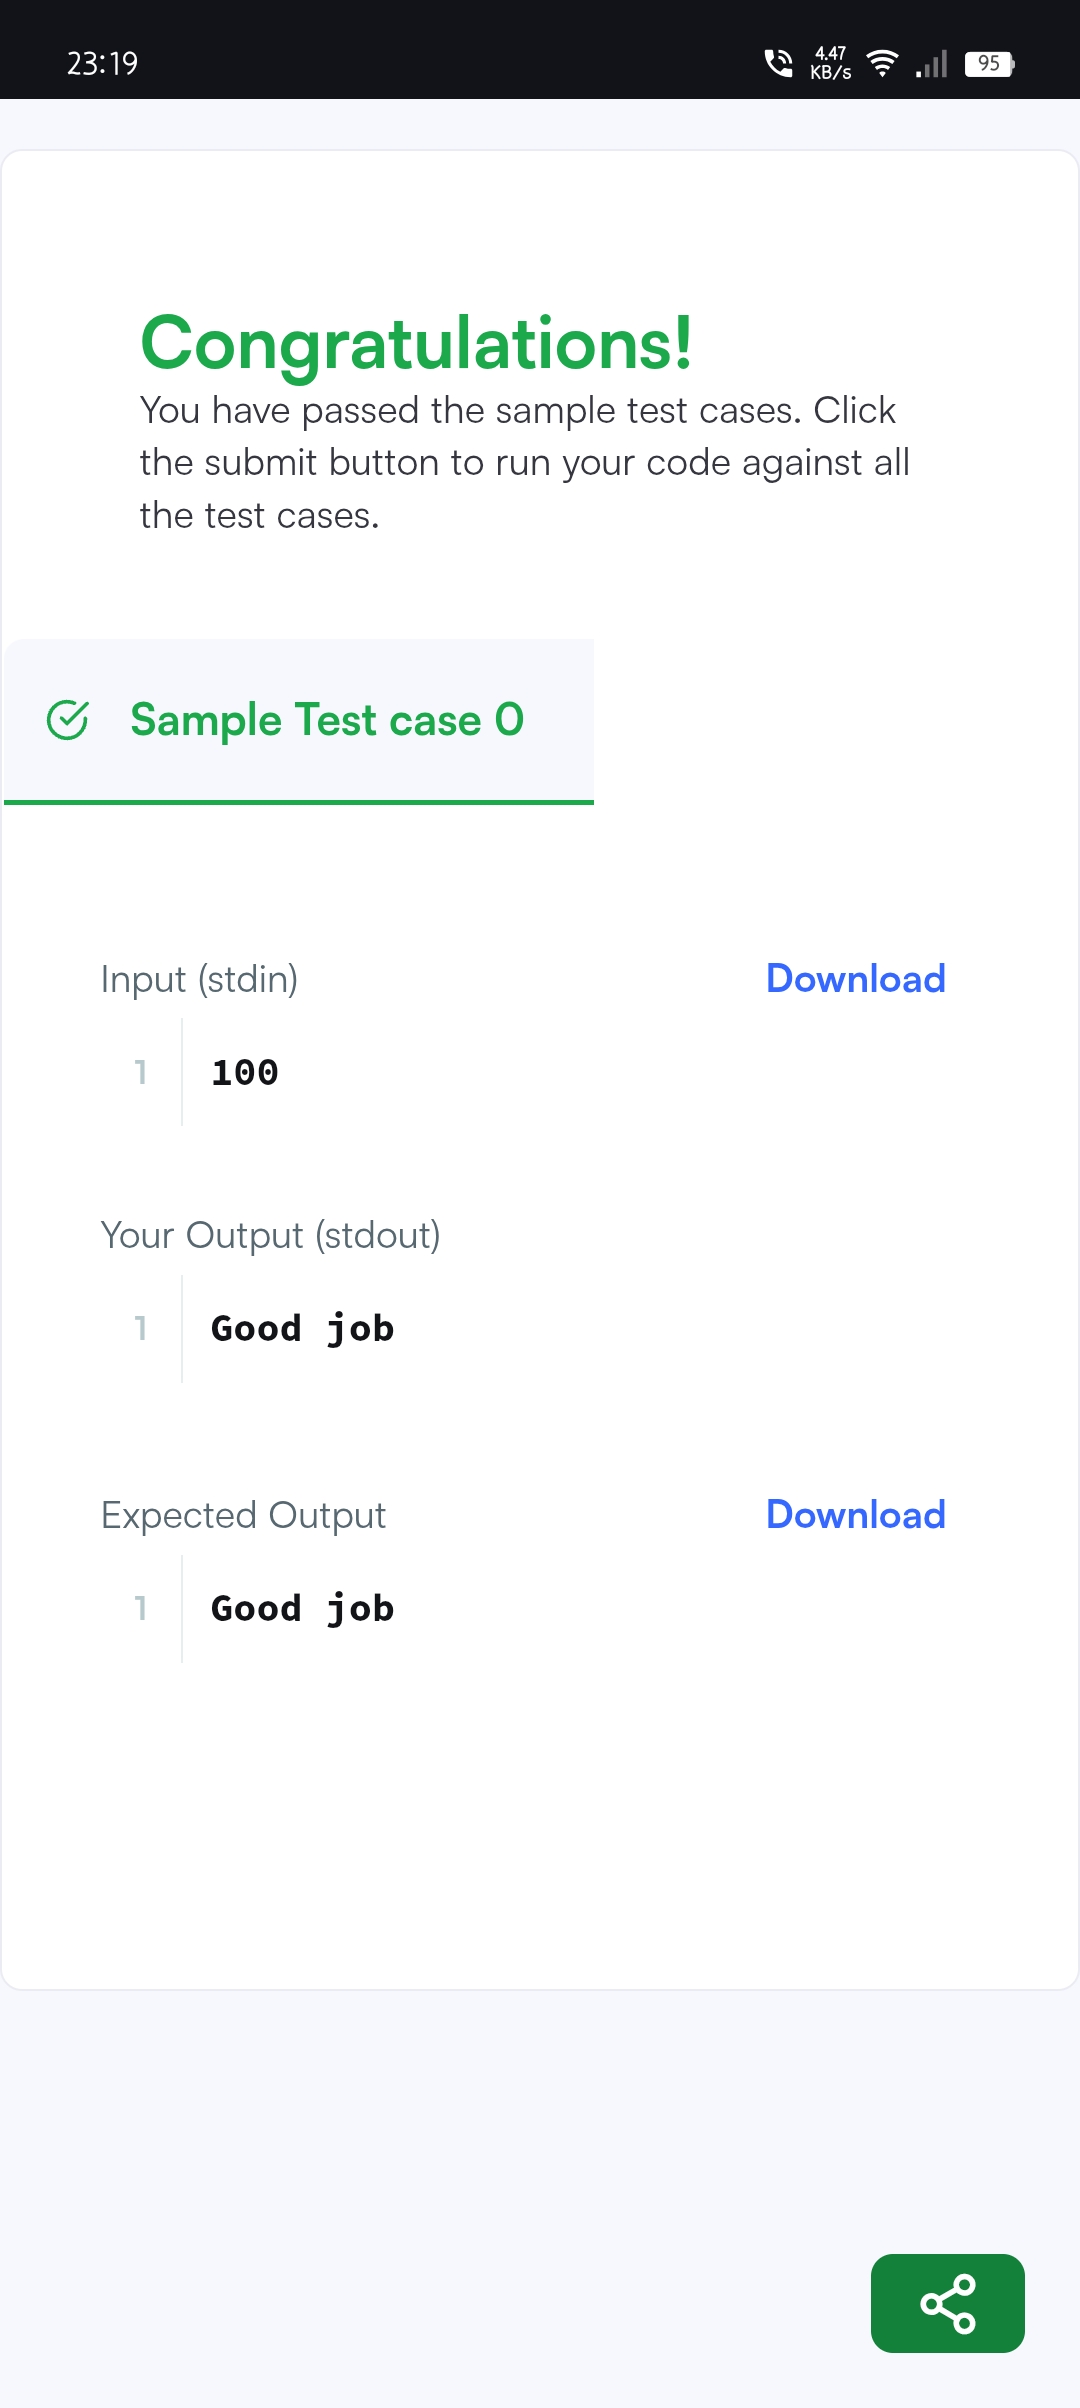 23:19
4.47
KB/s
95
Congratulations!
You have passed the sample test cases. Click
the submit button to run your code against all
the test cases.
Sample Test case 0
Input (stdin)
Download
1
100
Your Output (stdout)
1
Good job
Expected Output
Download
1
Good job